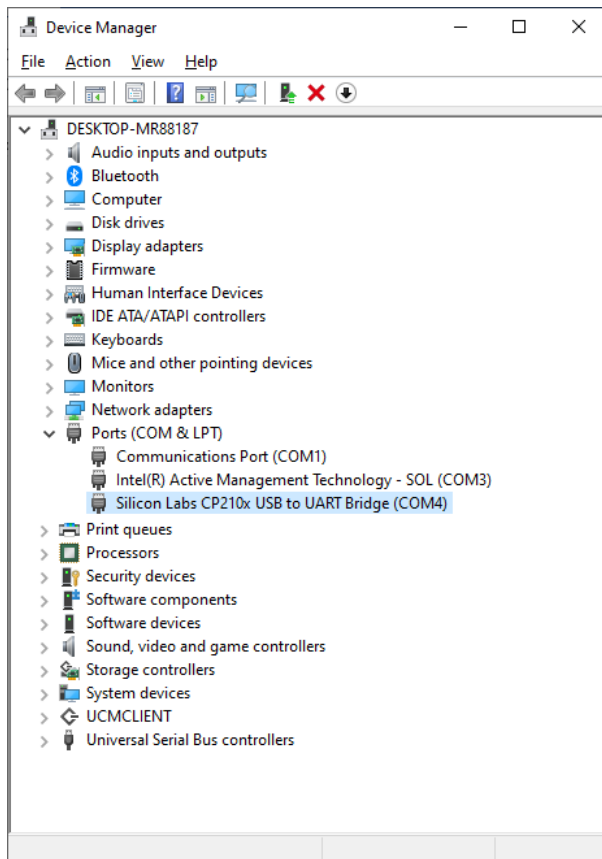 Device Manager
File Action View Help
DESKTOP-MR88187
Audio inputs and outputs
Bluetooth
Computer
Disk drives
Display adapters
Firmware
Human Interface Devices
IDE ATA/ATAPI controllers
Keyboards
Mice and other pointing devices
Monitors
Network adapters
Ports (COM & LPT)
Communications Port (COM1)
Intel(R) Active Management Technology - SOL (COM3)
Silicon Labs CP210x USB to UART Bridge (COM4)
Print queues
Processors
Security devices
Software components
Software devices
Sound, video and game controllers
Storage controllers
System devices
UCMCLIENT
Universal Serial Bus controllers